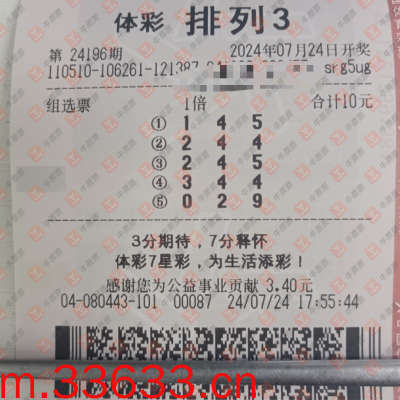 体彩 排列3
第 24196期 2024年07月24日开奖
110510-106261-121387- srg5ug
组选票 1倍 合计10元
① 1 4 5
② 2 4 4
③ 2 4 5
④ 3 4 4
⑤ 0 2 9
3分期待，7分释怀
体彩7星彩，为生活添彩！
感谢您为公益事业贡献 3.40元
04-080443-101 00087 24/07/24 17:55:44
m.33633.cn